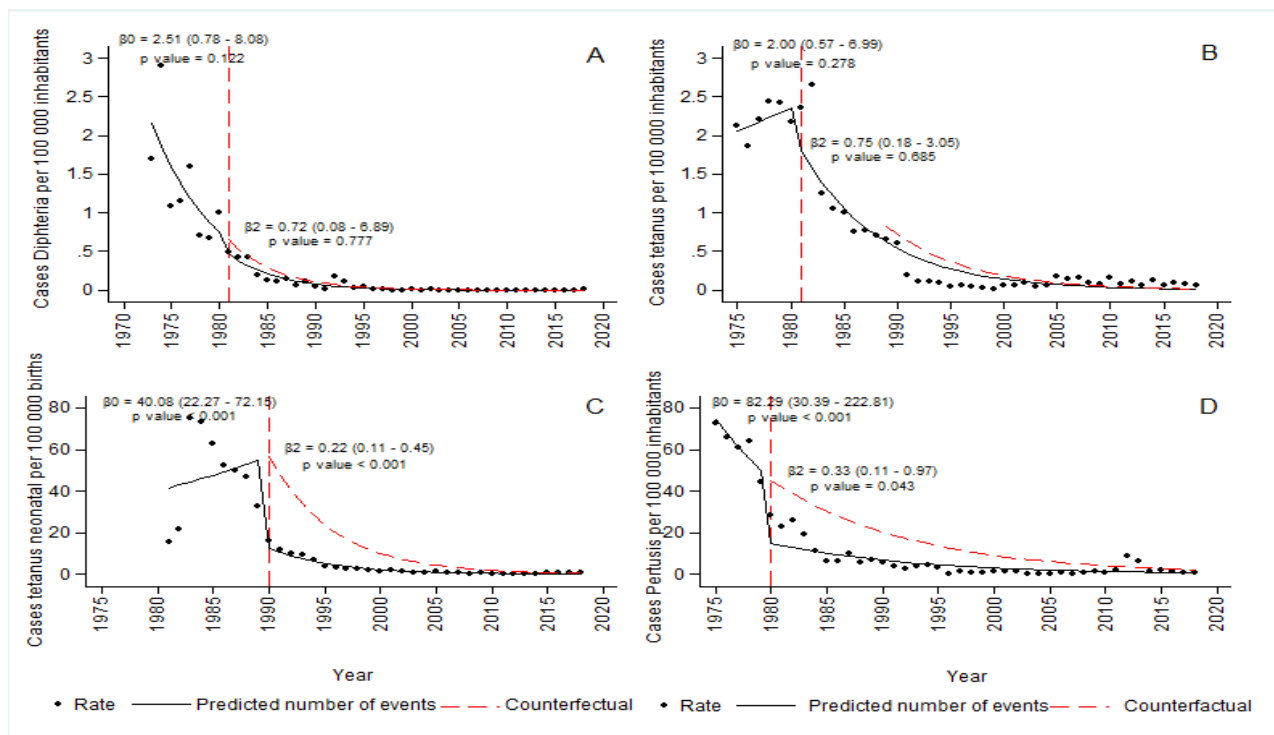 β0 = 2.51 (0.78 - 8.08)
p value = 0.122
A
β2 = 0.72 (0.08 - 6.89)
p value = 0.777
Cases Diphteria per 100 000 inhabitants
3
2.5
2
1.5
1
.5
0
1970
1975
1980
1985
1990
1995
2000
2005
2010
2015
2020
β0 = 2.00 (0.57 - 6.99)
p value = 0.278
B
β2 = 0.75 (0.18 - 3.05)
p value = 0.685
Cases tetanus per 100 000 inhabitants
3
2.5
2
1.5
1
.5
0
1975
1980
1985
1990
1995
2000
2005
2010
2015
2020
β0 = 40.08 (22.27 - 72.15)
p value < 0.001
C
β2 = 0.22 (0.11 - 0.45)
p value < 0.001
Cases tetanus neonatal per 100 000 births
80
60
40
20
0
1975
1980
1985
1990
1995
2000
2005
2010
2015
2020
Year
β0 = 82.29 (30.39 - 222.81)
p value < 0.001
D
β2 = 0.33 (0.11 - 0.97)
p value = 0.043
Cases Pertusis per 100 000 inhabitants
80
60
40
20
0
1975
1980
1985
1990
1995
2000
2005
2010
2015
2020
Year
Rate Predicted number of events Counterfectual
Rate Predicted number of events Counterfactual